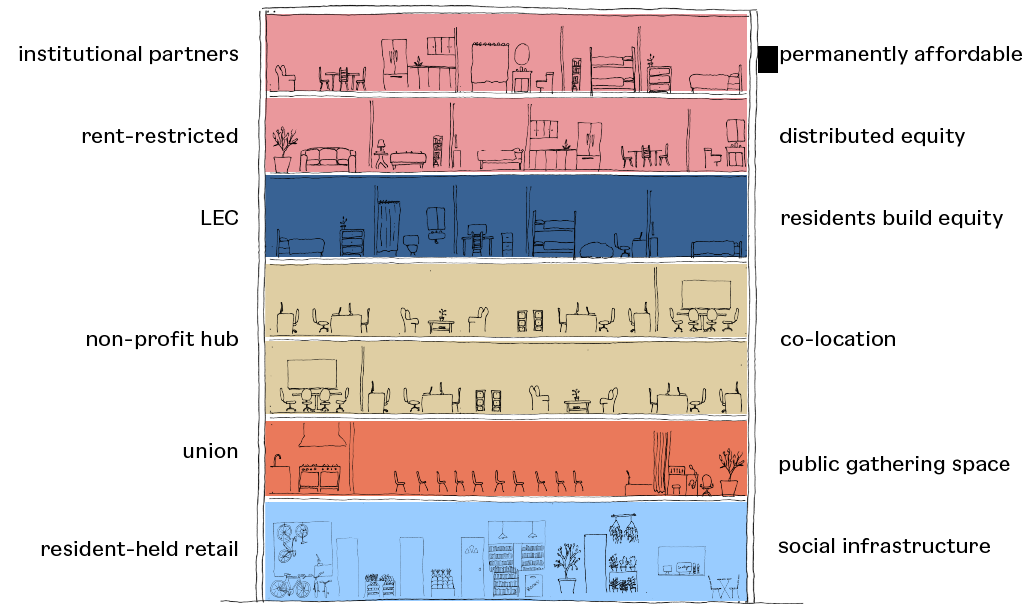 institutional partners
permanently affordable
rent-restricted
distributed equity
LEC
residents build equity
non-profit hub
co-location
union
public gathering space
resident-held retail
social infrastructure